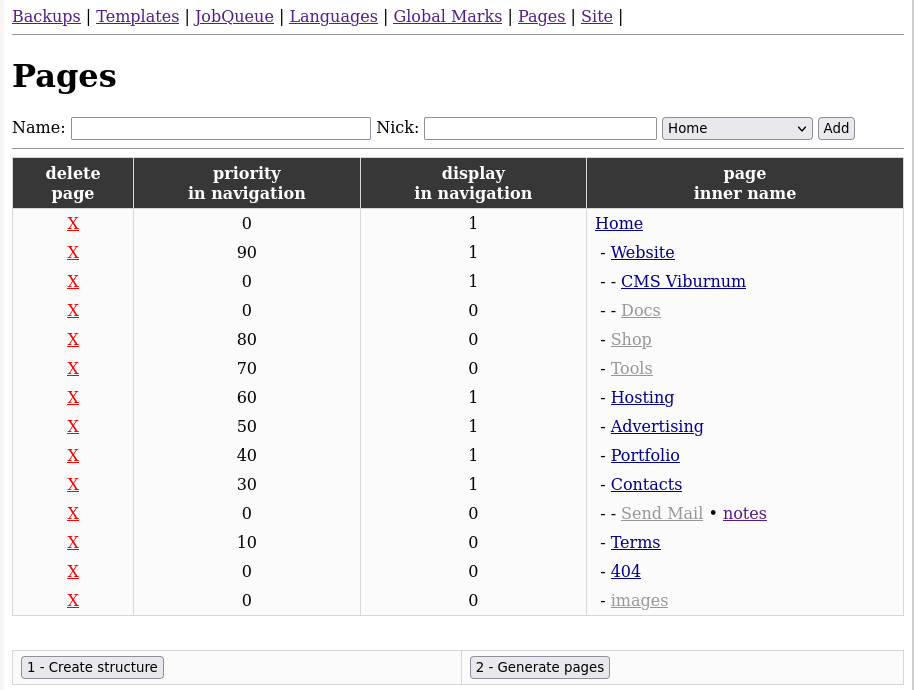 Backups | Templates | JobQueue | Languages | Global Marks | Pages | Site |
Pages
Name: Nick: Home Add
delete page priority in navigation display in navigation page inner name
X 0 1 Home
X 90 1 - Website
X 0 1 - - CMS Viburnum
X 0 0 - - Docs
X 80 0 - Shop
X 70 0 - Tools
X 60 1 - Hosting
X 50 1 - Advertising
X 40 1 - Portfolio
X 30 1 - Contacts
X 0 0 - - Send Mail • notes
X 10 0 - Terms
X 0 0 - 404
X 0 0 - images
1 - Create structure 2 - Generate pages